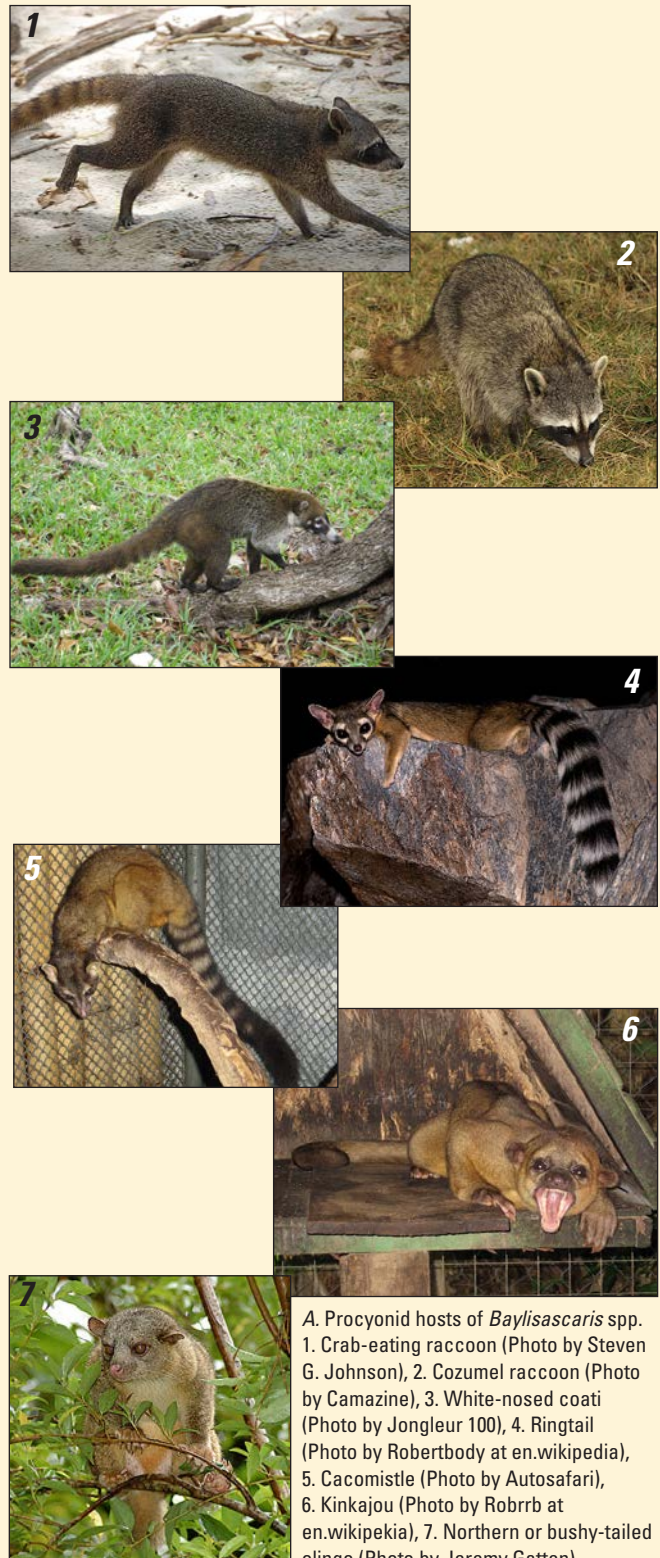 1
2
3
4
5
6
7
A. Procyonid hosts of Baylisascaris spp.
1. Crab-eating raccoon (Photo by Steven
G. Johnson), 2. Cozumel raccoon (Photo
by Camazine), 3. White-nosed coati
(Photo by Jongleur 100), 4. Ringtail
(Photo by Robertbody at en.wikipedia),
5. Cacomistle (Photo by Autosafari),
6. Kinkajou (Photo by Robrrb at
en.wikipekia), 7. Northern or bushy-tailed